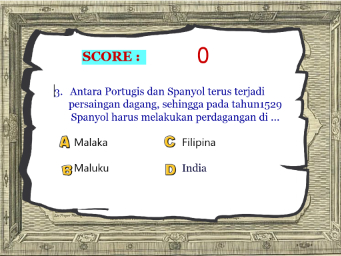 SCORE : 0
3. Antara Portugis dan Spanyol terus terjadi
persaingan dagang, sehingga pada tahun1529
Spanyol harus melakukan perdagangan di ...
A Malaka
C Filipina
B Maluku
D India